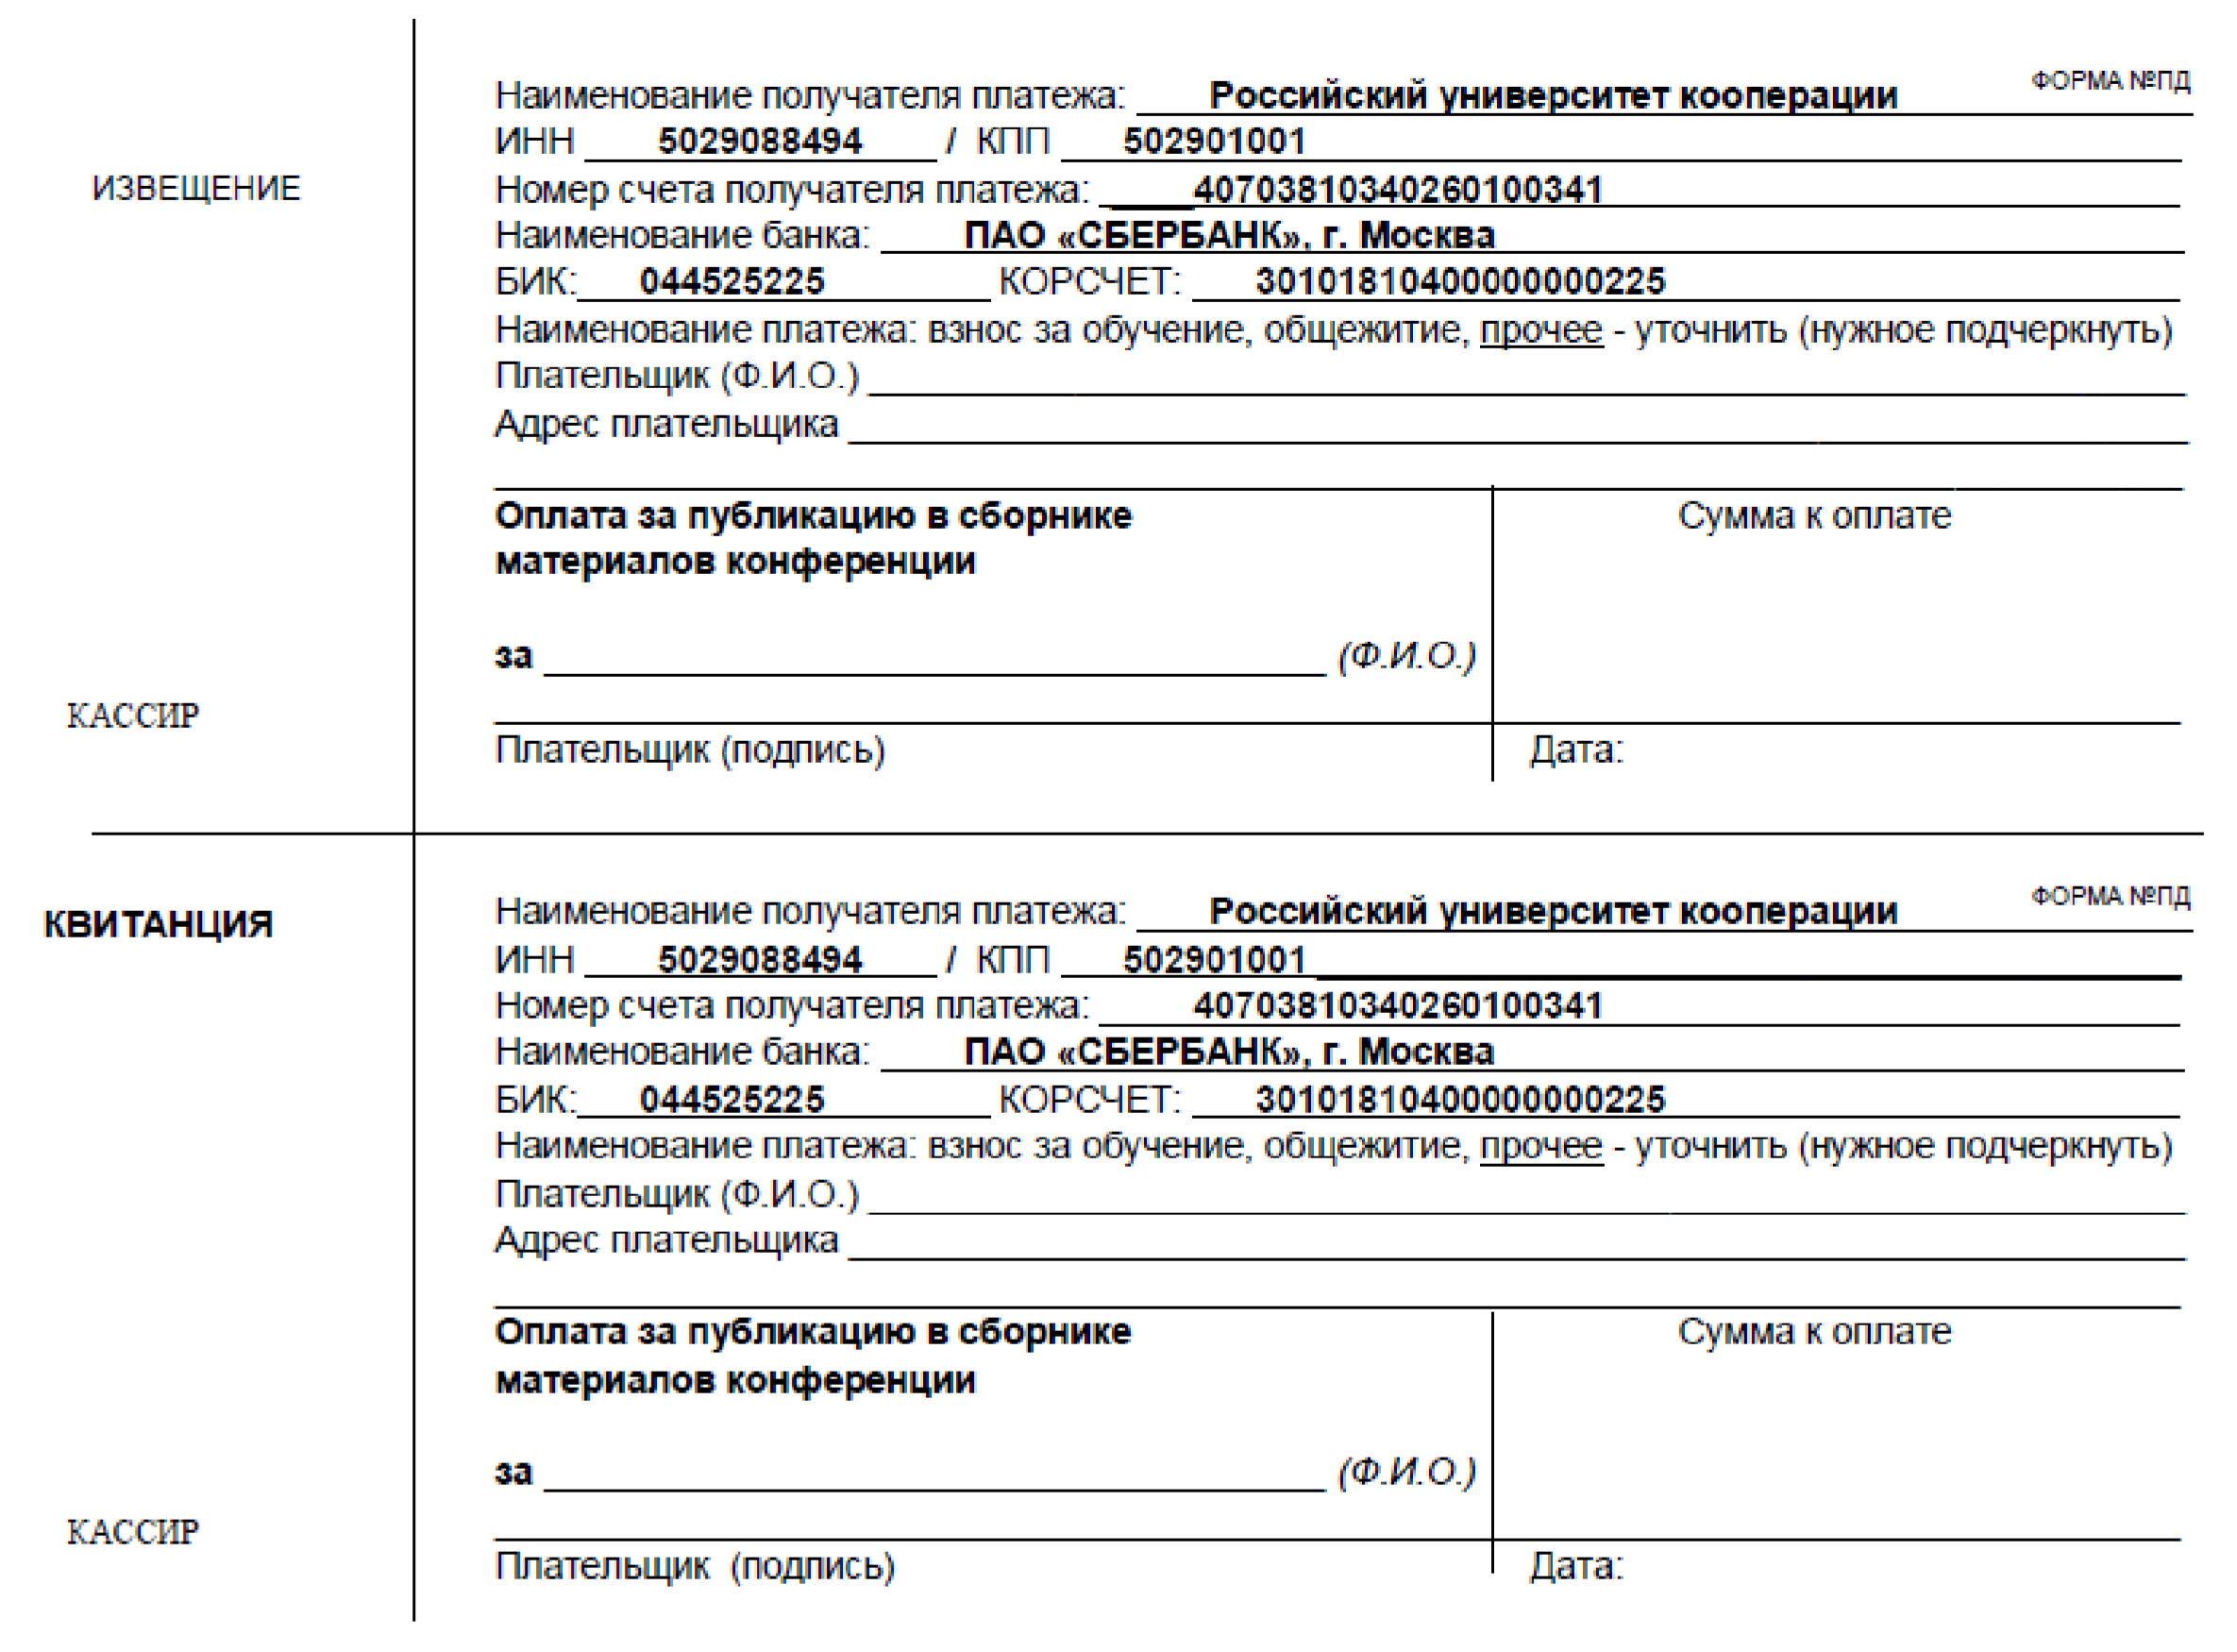 ФОРМА №ПД
Наименование получателя платежа: Российский университет кооперации
ИНН 5029088494 / КПП 502901001
ИЗВЕЩЕНИЕ
Номер счета получателя платежа: 40703810340260100341
Наименование банка: ПАО «СБЕРБАНК», г. Москва
БИК: 044525225 КОРСЧЕТ: 30101810400000000225
Наименование платежа: взнос за обучение, общежитие, прочее - уточнить (нужное подчеркнуть)
Плательщик (Ф.И.О.)
Адрес плательщика
Оплата за публикацию в сборнике
материалов конференции
Сумма к оплате
за (Ф.И.О.)
КАССИР
Плательщик (подпись)
Дата:
ФОРМА №ПД
КВИТАНЦИЯ
Наименование получателя платежа: Российский университет кооперации
ИНН 5029088494 / КПП 502901001
Номер счета получателя платежа: 40703810340260100341
Наименование банка: ПАО «СБЕРБАНК», г. Москва
БИК: 044525225 КОРСЧЕТ: 30101810400000000225
Наименование платежа: взнос за обучение, общежитие, прочее - уточнить (нужное подчеркнуть)
Плательщик (Ф.И.О.)
Адрес плательщика
Оплата за публикацию в сборнике
материалов конференции
Сумма к оплате
за (Ф.И.О.)
КАССИР
Плательщик (подпись)
Дата: